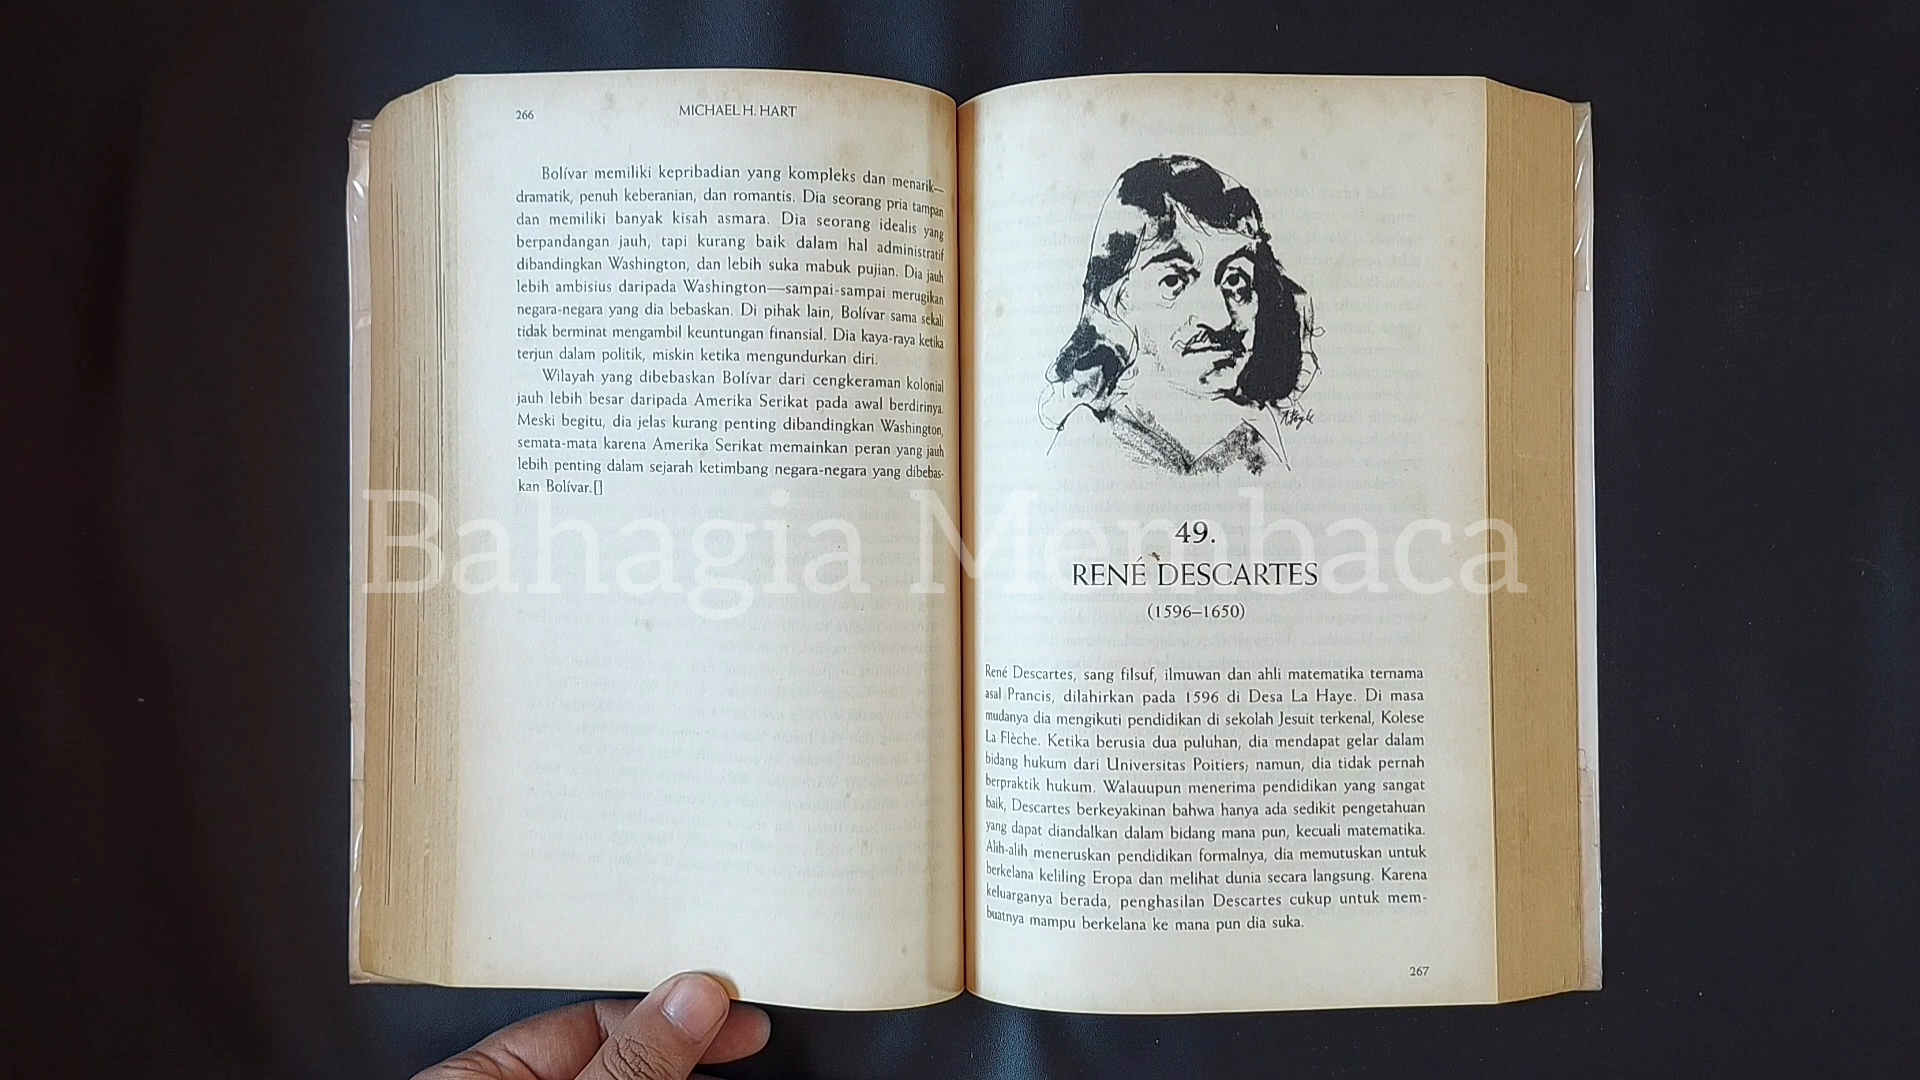 266
MICHAEL H. HART
Bolívar memiliki kepribadian yang kompleks dan menarik—
dramatik, penuh keberanian, dan romantis. Dia seorang pria tampan
dan memiliki banyak kisah asmara. Dia seorang idealis yang
berpandangan jauh, tapi kurang baik dalam hal administratif
dibandingkan Washington, dan lebih suka mabuk pujian. Dia jauh
lebih ambisius daripada Washington—sampai-sampai merugikan
negara-negara yang dia bebaskan. Di pihak lain, Bolívar sama sekali
tidak berminat mengambil keuntungan finansial. Dia kaya-raya ketika
terjun dalam politik, miskin ketika mengundurkan diri.
Wilayah yang dibebaskan Bolívar dari cengkeraman kolonial
jauh lebih besar daripada Amerika Serikat pada awal berdirinya.
Meski begitu, dia jelas kurang penting dibandingkan Washington,
semata-mata karena Amerika Serikat memainkan peran yang jauh
lebih penting dalam sejarah ketimbang negara-negara yang dibebas-
kan Bolívar.[]
Bahagia Membaca
49.
RENÉ DESCARTES
(1596–1650)
René Descartes, sang filsuf, ilmuwan dan ahli matematika ternama
asal Prancis, dilahirkan pada 1596 di Desa La Haye. Di masa
mudanya dia mengikuti pendidikan di sekolah Jesuit terkenal, Kolese
La Flèche. Ketika berusia dua puluhan, dia mendapat gelar dalam
bidang hukum dari Universitas Poitiers, namun, dia tidak pernah
berpraktik hukum. Walauupun menerima pendidikan yang sangat
baik, Descartes berkeyakinan bahwa hanya ada sedikit pengetahuan
yang dapat diandalkan dalam bidang mana pun, kecuali matematika.
Alih-alih meneruskan pendidikan formalnya, dia memutuskan untuk
berkelana keliling Eropa dan melihat dunia secara langsung. Karena
keluarganya berada, penghasilan Descartes cukup untuk mem-
buatnya mampu berkelana ke mana pun dia suka.
267